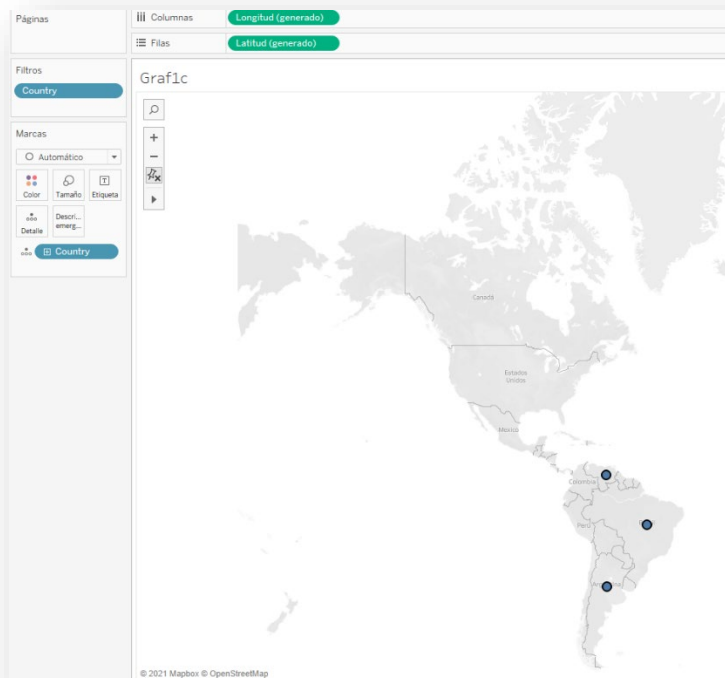 Páginas
Columnas
Longitud (generado)
Filas
Latitud (generado)
Filtros
Country
Marcas
Automático
Color
Tamaño
Etiqueta
Detalle
Descri...
emerg...
Country
Graf1c
Canadá
Estados
Unidos
México
Colombia
Perú
© 2021 Mapbox © OpenStreetMap